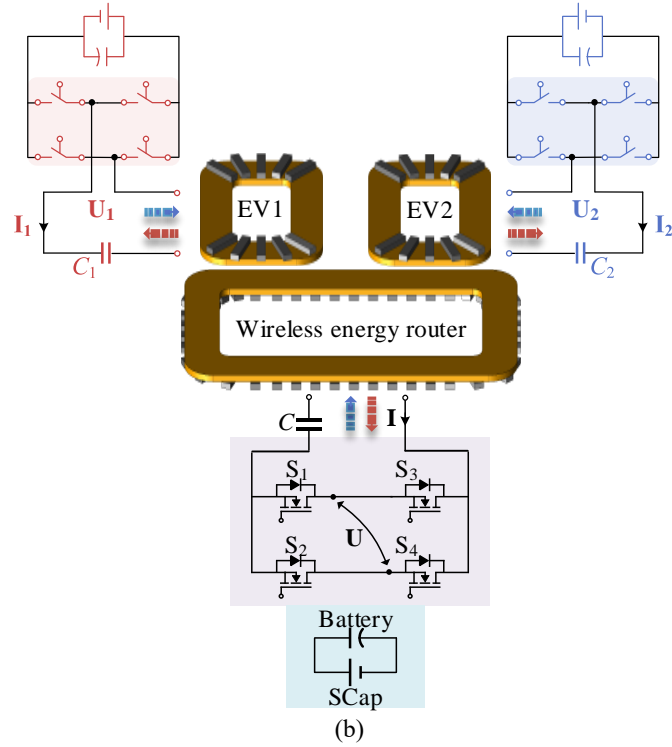 U₁
U₂
I₁
I₂
C₁
C₂
EV1
EV2
Wireless energy router
C
I
S₁
S₃
U
S₂
S₄
Battery
SCap
(b)